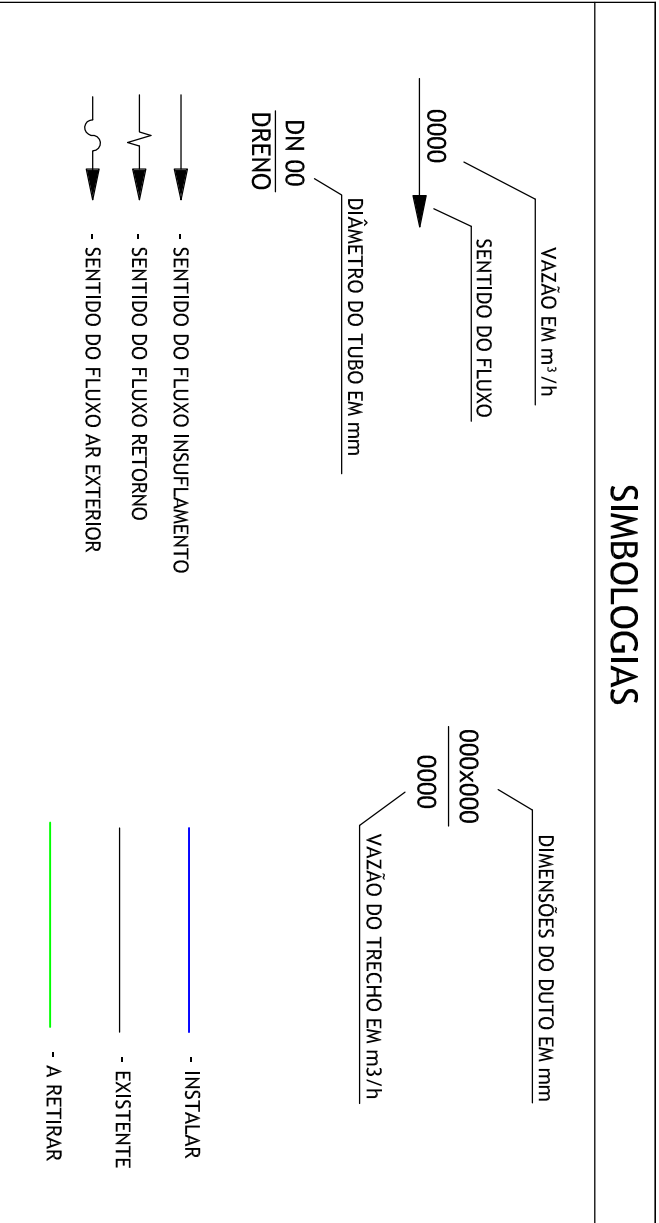 SIMBOLOGIAS
VAZÃO EM m³/h
0000
SENTIDO DO FLUXO
DIÂMETRO DO TUBO EM mm
DN 00
DRENO
- SENTIDO DO FLUXO INSUFLAMENTO
- SENTIDO DO FLUXO RETORNO
- SENTIDO DO FLUXO AR EXTERIOR
DIMENSÕES DO DUTO EM mm
000x000
0000
VAZÃO DO TRECHO EM m3/h
- INSTALAR
- EXISTENTE
- A RETIRAR